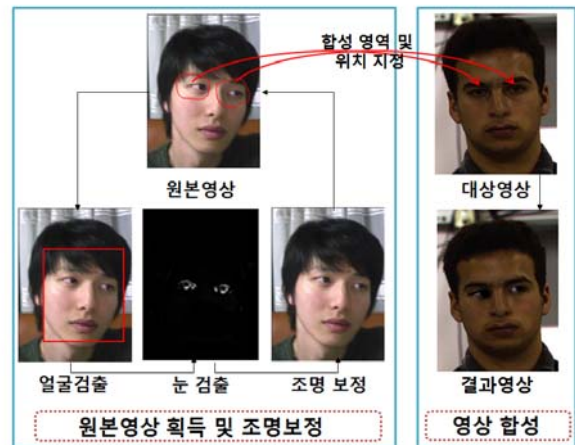 합성 영역 및
위치 지정
원본영상
대상영상
얼굴검출
눈 검출
조명 보정
결과영상
원본영상 획득 및 조명보정
영상 합성